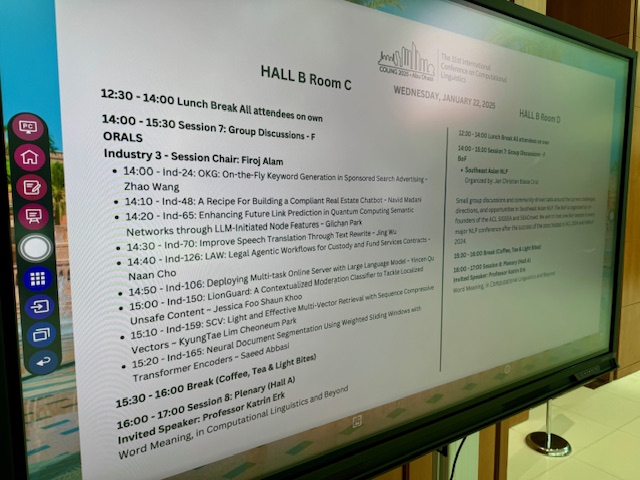 HALL B Room C
COLING 2025 - Abu Dhabi
The 31st International
Conference on Computational
Linguistics
WEDNESDAY, JANUARY 22, 2025
12:30 - 14:00 Lunch Break All attendees on own
14:00 - 15:30 Session 7: Group Discussions - F
ORALS
Industry 3 - Session Chair: Firoj Alam
• 14:00 - Ind-24: OKG: On-the-Fly Keyword Generation in Sponsored Search Advertising -
Zhao Wang
• 14:10 - Ind-48: A Recipe For Building a Compliant Real Estate Chatbot - Navid Madani
• 14:20 - Ind-65: Enhancing Future Link Prediction in Quantum Computing Semantic
Networks through LLM-Initiated Node Features - Gilchan Park
• 14:30 - Ind-70: Improve Speech Translation Through Text Rewrite - Jing Wu
• 14:40 - Ind-126: LAW: Legal Agentic Workflows for Custody and Fund Services Contracts -
Naan Cho
• 14:50 - Ind-106: Deploying Multi-task Online Server with Large Language Model - Yincen Qu
• 15:00 - Ind-150: LionGuard: A Contextualized Moderation Classifier to Tackle Localized
Unsafe Content – Jessica Foo Shaun Khoo
• 15:10 - Ind-159: SCV: Light and Effective Multi-Vector Retrieval with Sequence Compressive
Vectors – KyungTae Lim Cheoneum Park
• 15:20 - Ind-165: Neural Document Segmentation Using Weighted Sliding Windows with
Transformer Encoders – Saeed Abbasi
15:30 - 16:00 Break (Coffee, Tea & Light Bites)
16:00 - 17:00 Session 8: Plenary (Hall A)
Invited Speaker: Professor Katrin Erk
Word Meaning, in Computational Linguistics and Beyond
HALL B Room D
12:30 - 14:00 Lunch Break All attendees on own
14:00 - 15:30 Session 7: Group Discussions - F
BoF
• Southeast Asian NLP
Organized by: Jan Christian Blaise Cruz
Small group discussions and community driven talks around the current challenges,
directions, and opportunities in Southeast Asian NLP.
founders of the ACL SIGSEA and SEACrowd,
major NLP conference after the success of
2024.
15:30 - 16:00 Break (Coffee, Tea & Light Bites)
16:00 - 17:00 Session 8: Plenary (Hall A)
Invited Speaker: Professor Katrin Erk
Word Meaning, in Computational Linguistics and Beyond